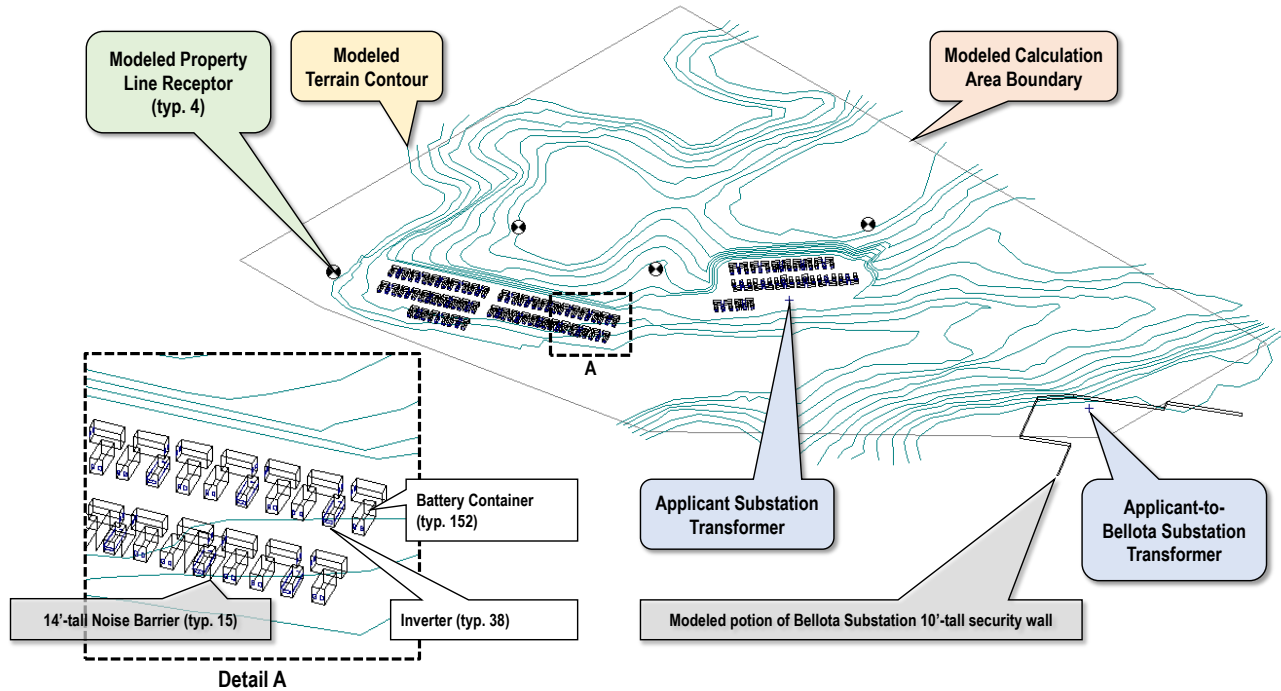 Modeled Property
Line Receptor
(typ. 4)
Modeled
Terrain Contour
Modeled Calculation
Area Boundary
A
Battery Container
(typ. 152)
Applicant Substation
Transformer
Applicant-to-
Bellota Substation
Transformer
14’-tall Noise Barrier (typ. 15)
Inverter (typ. 38)
Modeled potion of Bellota Substation 10’-tall security wall
Detail A